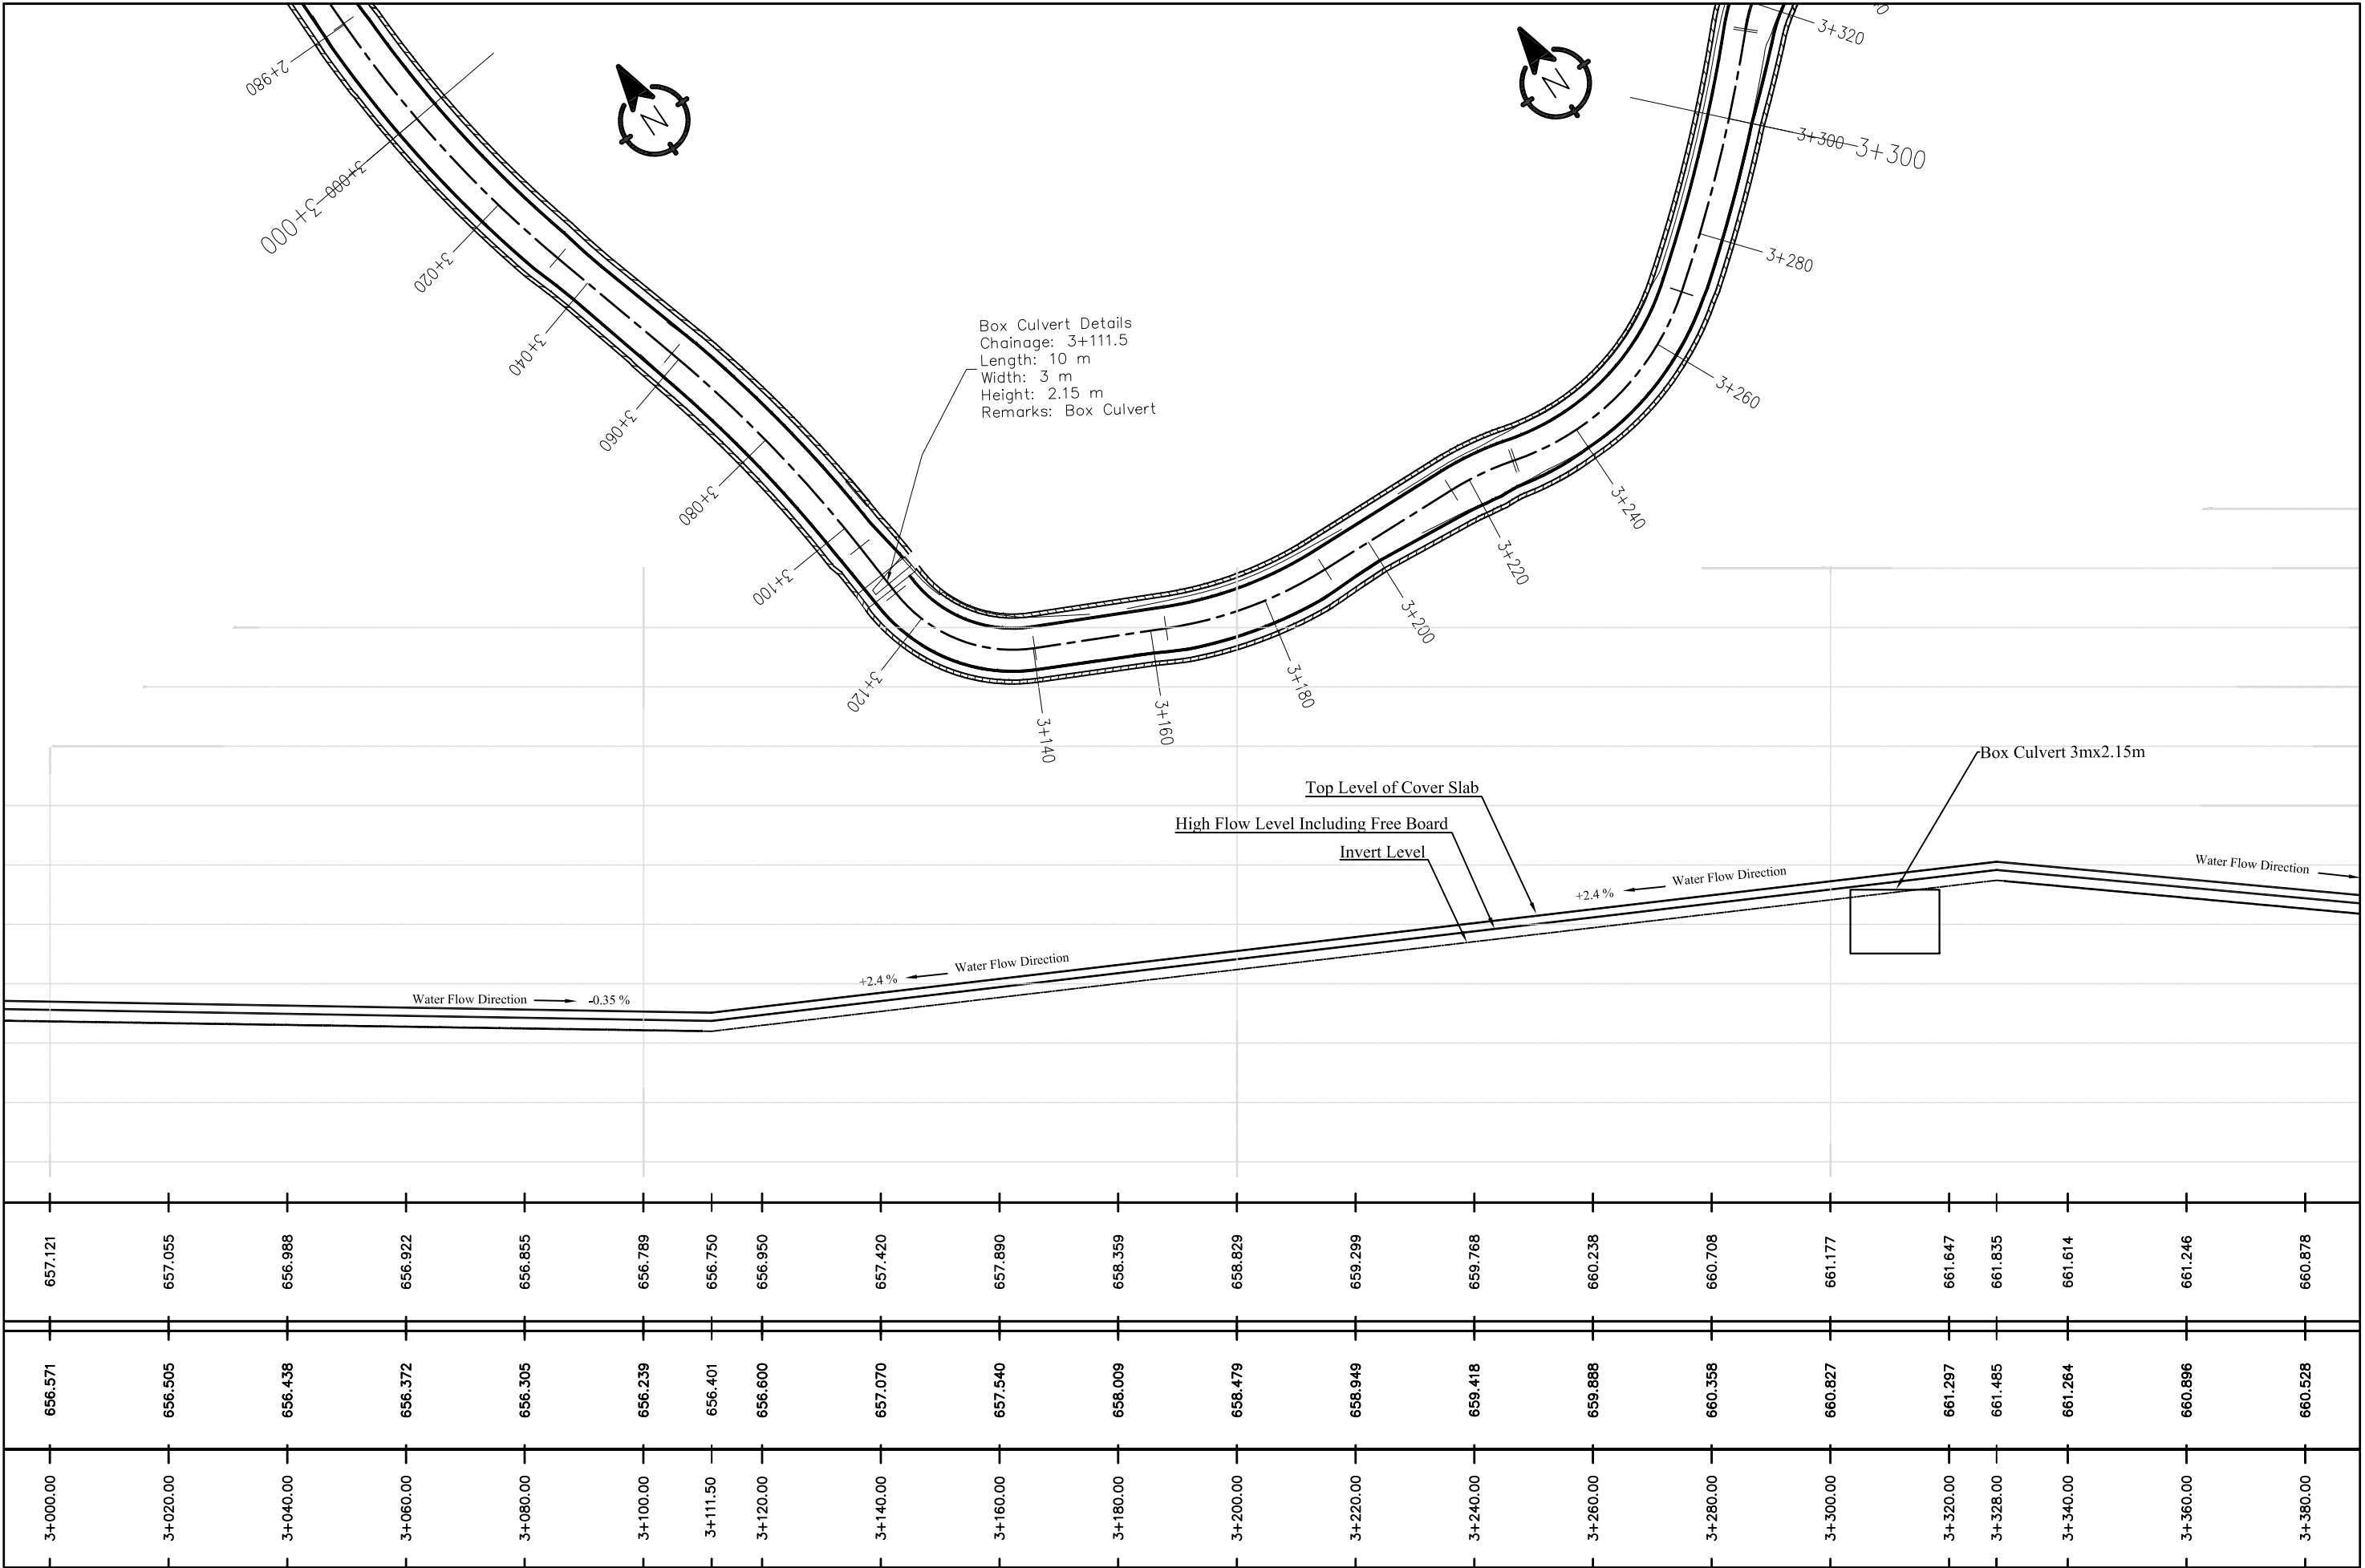 2+980
3+000
3+000
3+020
3+040
3+060
3+080
3+100
3+120
3+140
3+160
3+180
3+200
3+220
3+240
3+260
3+280
3+300
3+300
3+320
N
N
Box Culvert Details
Chainage: 3+111.5
Length: 10 m
Width: 3 m
Height: 2.15 m
Remarks: Box Culvert
Box Culvert 3mx2.15m
Top Level of Cover Slab
High Flow Level Including Free Board
Invert Level
Water Flow Direction
+2.4 % Water Flow Direction
+2.4 % Water Flow Direction
Water Flow Direction -0.35 %
657.121 657.055 656.988 656.922 656.855 656.789 656.750 656.950 657.420 657.890 658.359 658.829 659.299 659.768 660.238 660.708 661.177 661.647 661.835 661.614 661.246 660.878
656.571 656.505 656.438 656.372 656.305 656.239 656.401 656.600 657.070 657.540 658.009 658.479 658.949 659.418 659.888 660.358 660.827 661.297 661.485 661.264 660.896 660.528
3+000.00 3+020.00 3+040.00 3+060.00 3+080.00 3+100.00 3+111.50 3+120.00 3+140.00 3+160.00 3+180.00 3+200.00 3+220.00 3+240.00 3+260.00 3+280.00 3+300.00 3+320.00 3+328.00 3+340.00 3+360.00 3+380.00